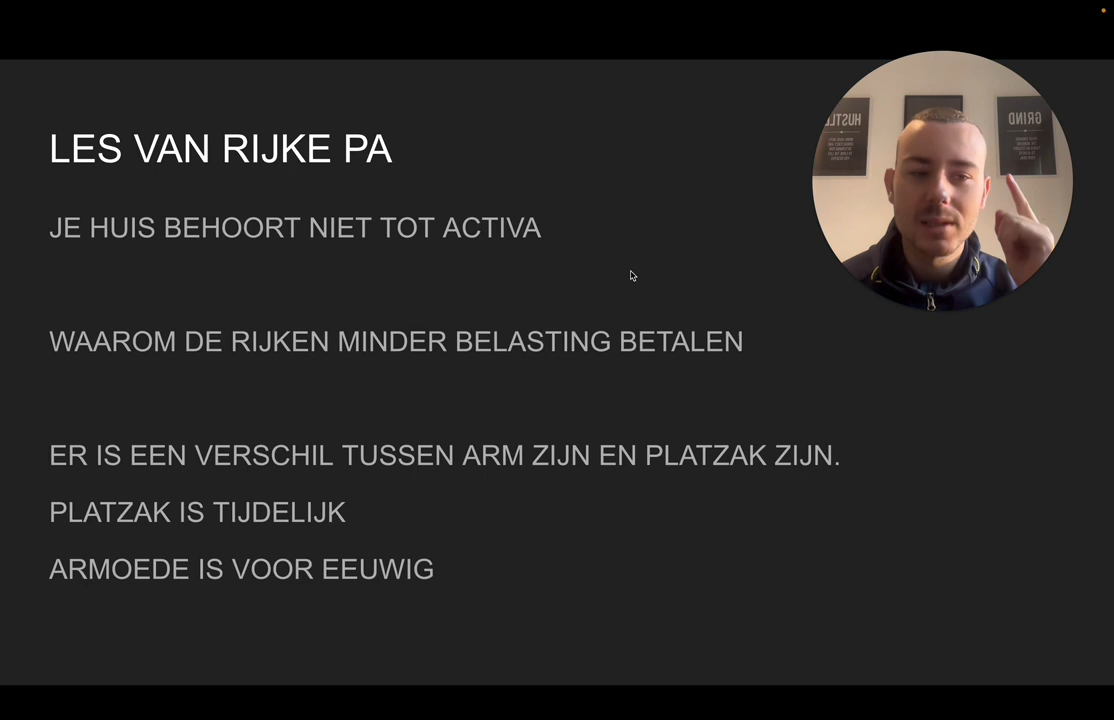 LES VAN RIJKE PA
JE HUIS BEHOORT NIET TOT ACTIVA
WAAROM DE RIJKEN MINDER BELASTING BETALEN
ER IS EEN VERSCHIL TUSSEN ARM ZIJN EN PLATZAK ZIJN.
PLATZAK IS TIJDELIJK
ARMOEDE IS VOOR EEUWIG
HUSTLE
GRIND